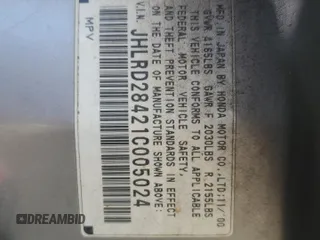 MFD. IN JAPAN BY HONDA MOTOR CO.,LTD;11/00
GVWR 4165LBS GAWR F 2030LBS R 2155LBS
THIS VEHICLE CONFORMS TO ALL APPLICABLE
FEDERAL MOTOR VEHICLE SAFETY
AND THEFT PREVENTION STANDARDS IN EFFECT
ON THE DATE OF MANUFACTURE SHOWN ABOVE:
V.I.N. JHLRD28421C005024
MPV
DREAMBID
dreambid.com